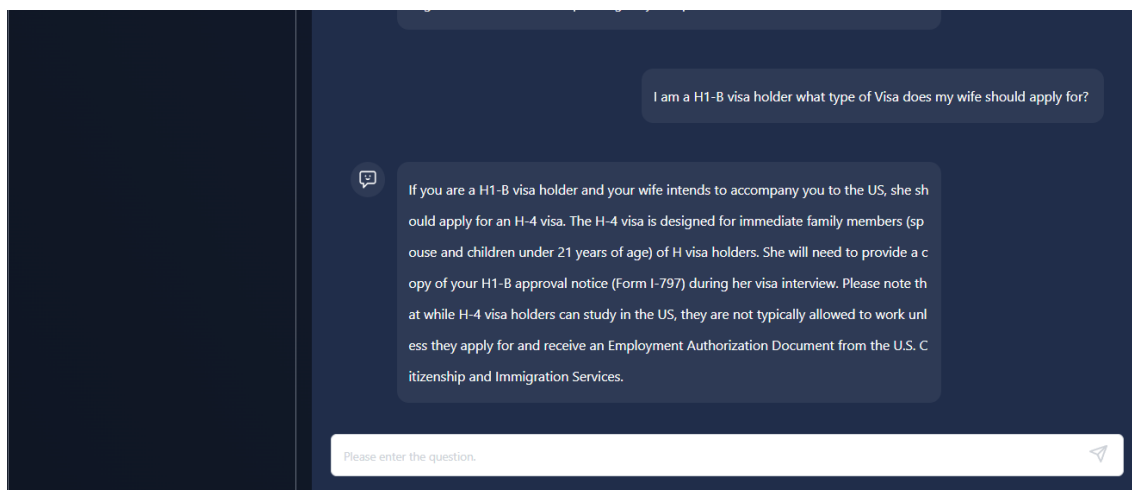 I am a H1-B visa holder what type of Visa does my wife should apply for?
If you are a H1-B visa holder and your wife intends to accompany you to the US, she sh
ould apply for an H-4 visa. The H-4 visa is designed for immediate family members (sp
ouse and children under 21 years of age) of H visa holders. She will need to provide a c
opy of your H1-B approval notice (Form I-797) during her visa interview. Please note th
at while H-4 visa holders can study in the US, they are not typically allowed to work unl
ess they apply for and receive an Employment Authorization Document from the U.S. C
itizenship and Immigration Services.
Please enter the question.